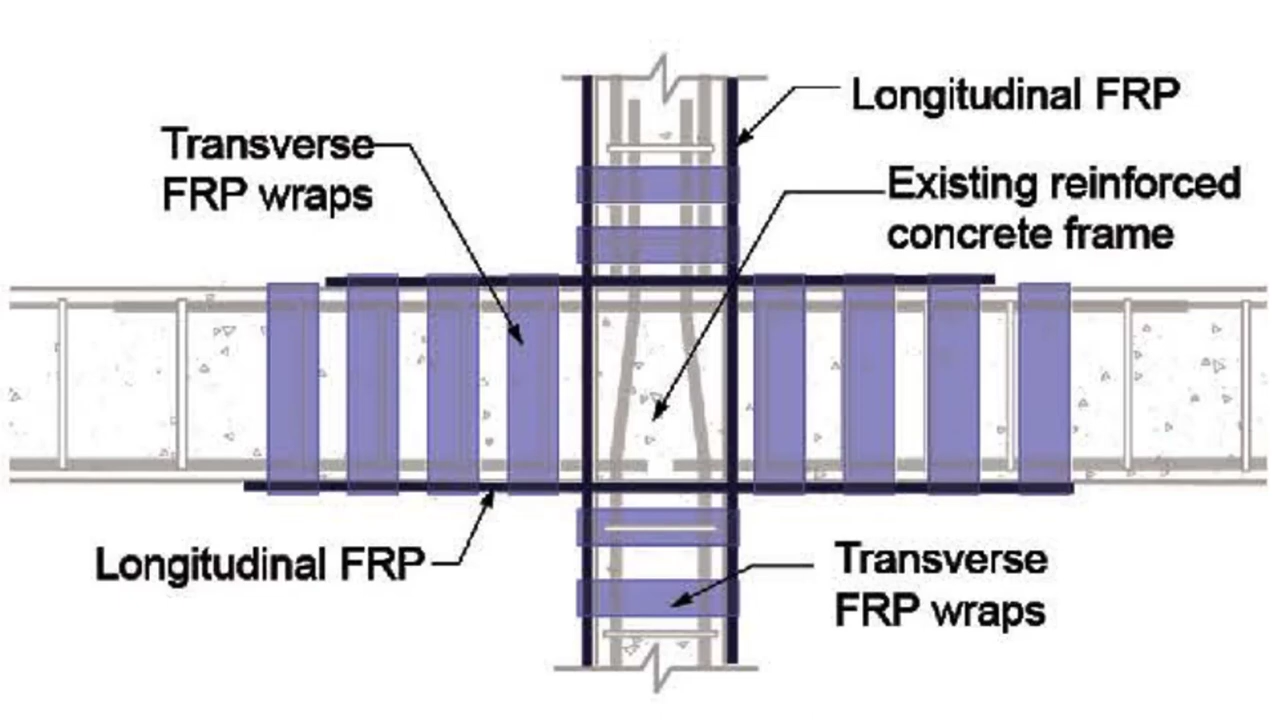 Longitudinal FRP
Transverse
FRP wraps
Existing reinforced
concrete frame
Longitudinal FRP
Transverse
FRP wraps